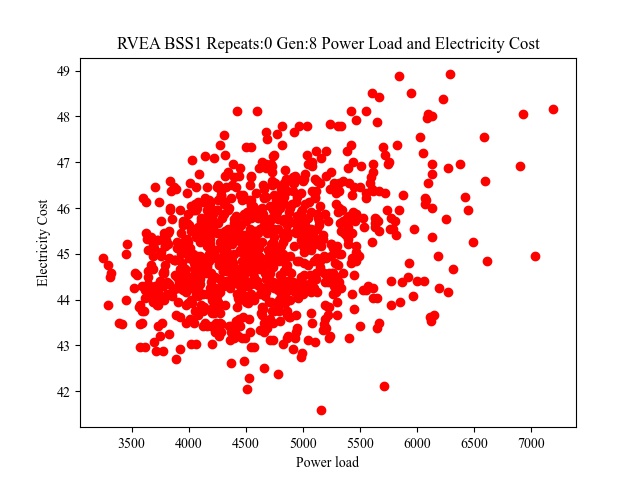 RVEA BSS1 Repeats:0 Gen:8 Power Load and Electricity Cost
49
48
47
46
45
44
43
42
Electricity Cost
3500 4000 4500 5000 5500 6000 6500 7000
Power load